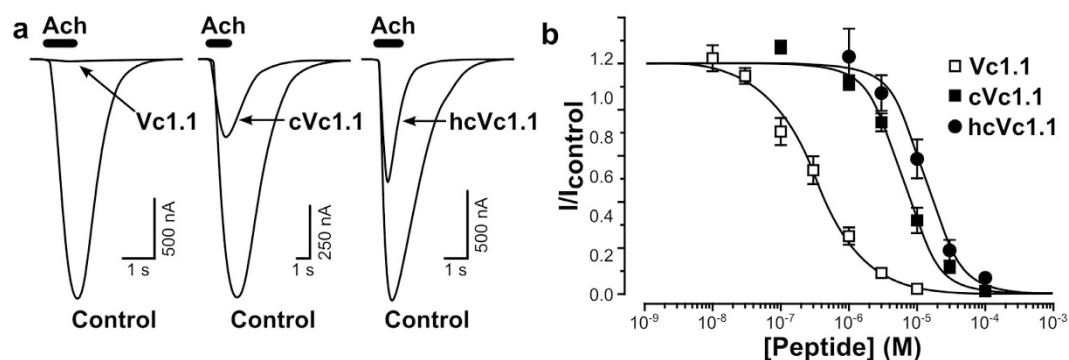 a
Ach
Ach
Ach
Vc1.1
cVc1.1
hcVc1.1
500 nA
1 s
250 nA
1 s
500 nA
1 s
Control
Control
Control
b
I/Icontrol
1.2
1.0
0.8
0.6
0.4
0.2
0.0
Vc1.1
cVc1.1
hcVc1.1
10-9
10-8
10-7
10-6
10-5
10-4
10-3
[Peptide] (M)